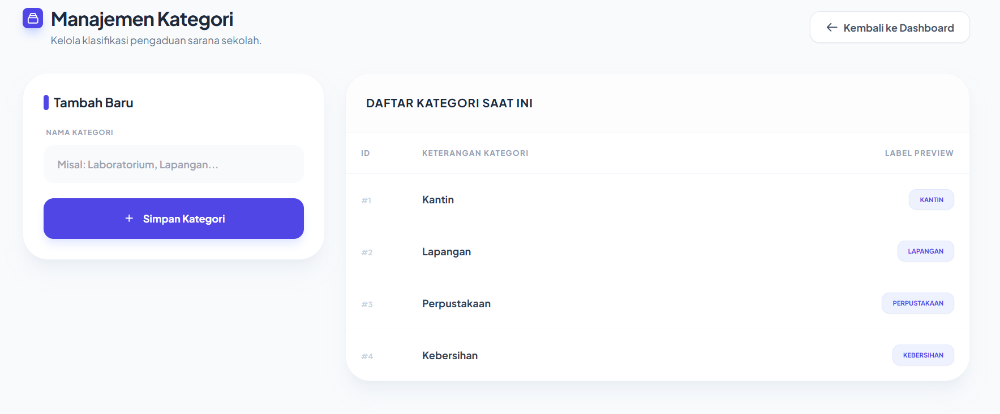 Manajemen Kategori
Kelola klasifikasi pengaduan sarana sekolah.
← Kembali ke Dashboard
Tambah Baru
NAMA KATEGORI
Misal: Laboratorium, Lapangan...
+ Simpan Kategori
DAFTAR KATEGORI SAAT INI
ID KETERANGAN KATEGORI LABEL PREVIEW
#1 Kantin KANTIN
#2 Lapangan LAPANGAN
#3 Perpustakaan PERPUSTAKAAN
#4 Kebersihan KEBERSIHAN